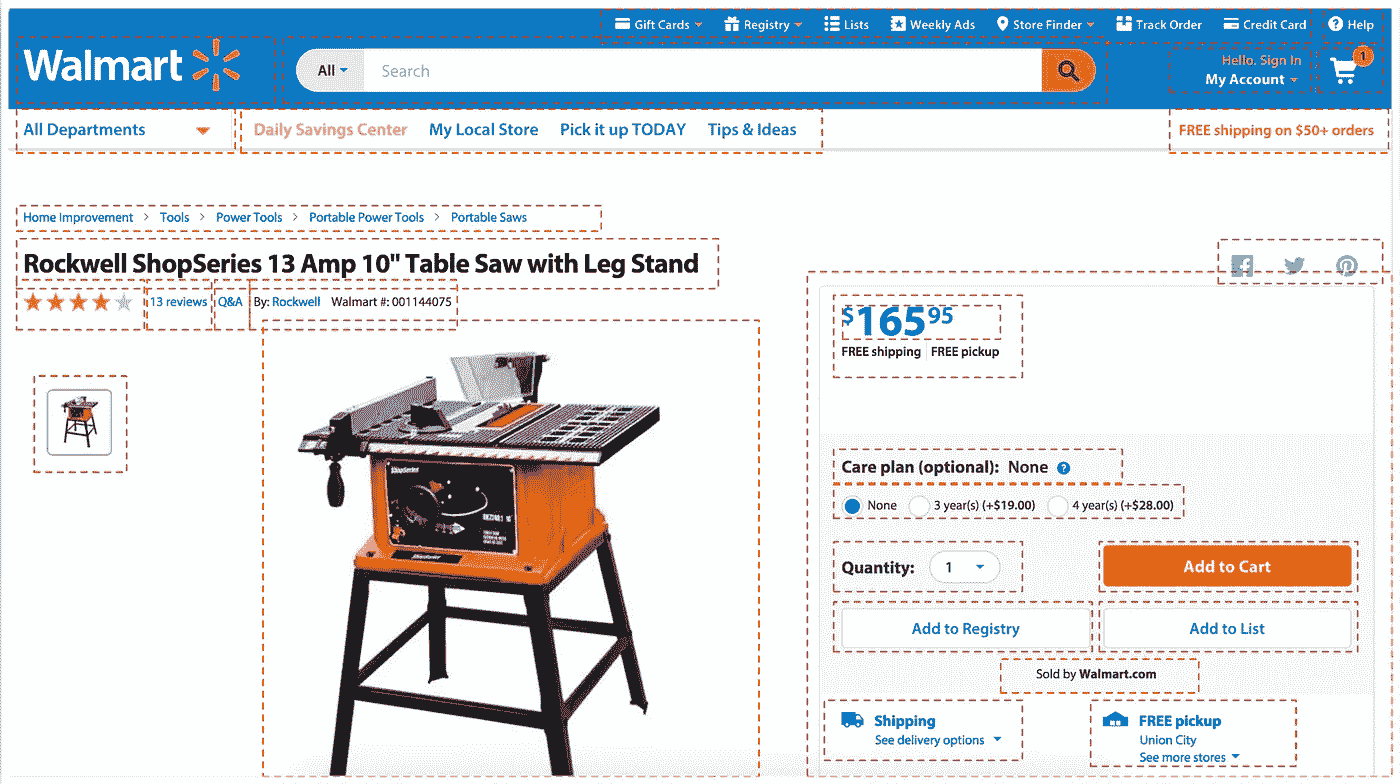 Gift Cards Registry Lists Weekly Ads Store Finder Track Order Credit Card Help
Walmart
All Search
Hello. Sign In
My Account
1
All Departments Daily Savings Center My Local Store Pick it up TODAY Tips & Ideas FREE shipping on $50+ orders
Home Improvement > Tools > Power Tools > Portable Power Tools > Portable Saws
Rockwell ShopSeries 13 Amp 10" Table Saw with Leg Stand
13 reviews Q&A By: Rockwell Walmart #: 001144075
$165 95
FREE shipping FREE pickup
ShopSeries
Care plan (optional): None ?
None 3 year(s) (+$19.00) 4 year(s) (+$28.00)
Quantity: 1 Add to Cart
Add to Registry Add to List
Sold by Walmart.com
Shipping
See delivery options
FREE pickup
Union City
See more stores